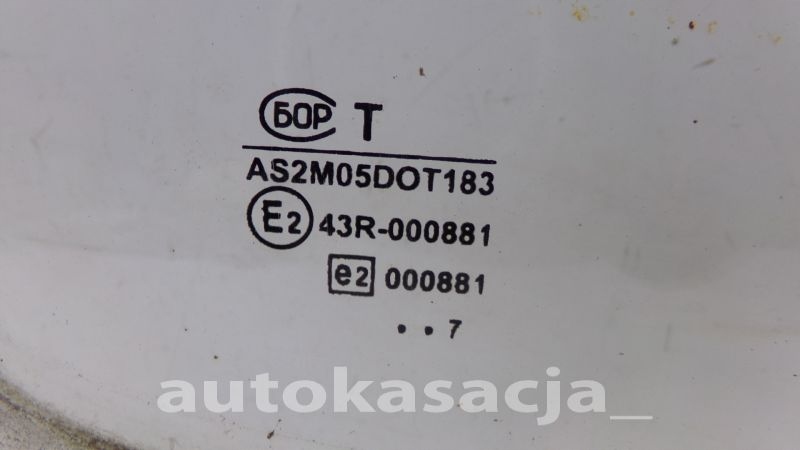 БОР T
AS2M05DOT183
E2 43R-000881
e2 000881
. . 7
autokasacja_